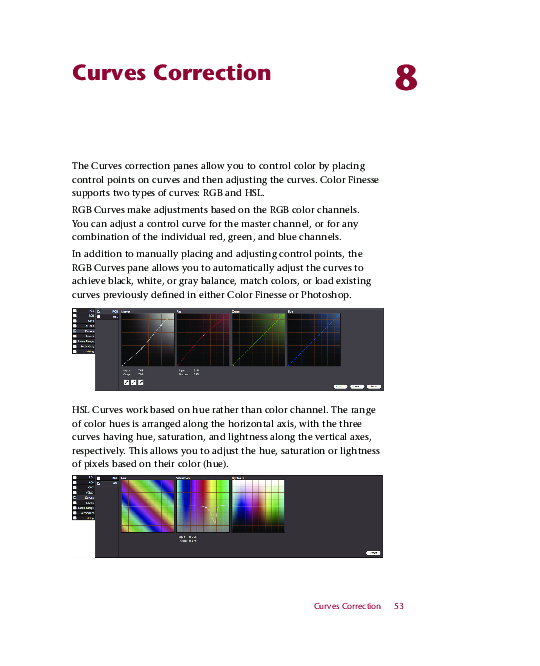 Curves Correction
8
The Curves correction panes allow you to control color by placing
control points on curves and then adjusting the curves. Color Finesse
supports two types of curves: RGB and HSL.
RGB Curves make adjustments based on the RGB color channels.
You can adjust a control curve for the master channel, or for any
combination of the individual red, green, and blue channels.
In addition to manually placing and adjusting control points, the
RGB Curves pane allows you to automatically adjust the curves to
achieve black, white, or gray balance, match colors, or load existing
curves previously defined in either Color Finesse or Photoshop.
HSL Curves work based on hue rather than color channel. The range
of color hues is arranged along the horizontal axis, with the three
curves having hue, saturation, and lightness along the vertical axes,
respectively. This allows you to adjust the hue, saturation or lightness
of pixels based on their color (hue).
Curves Correction 53